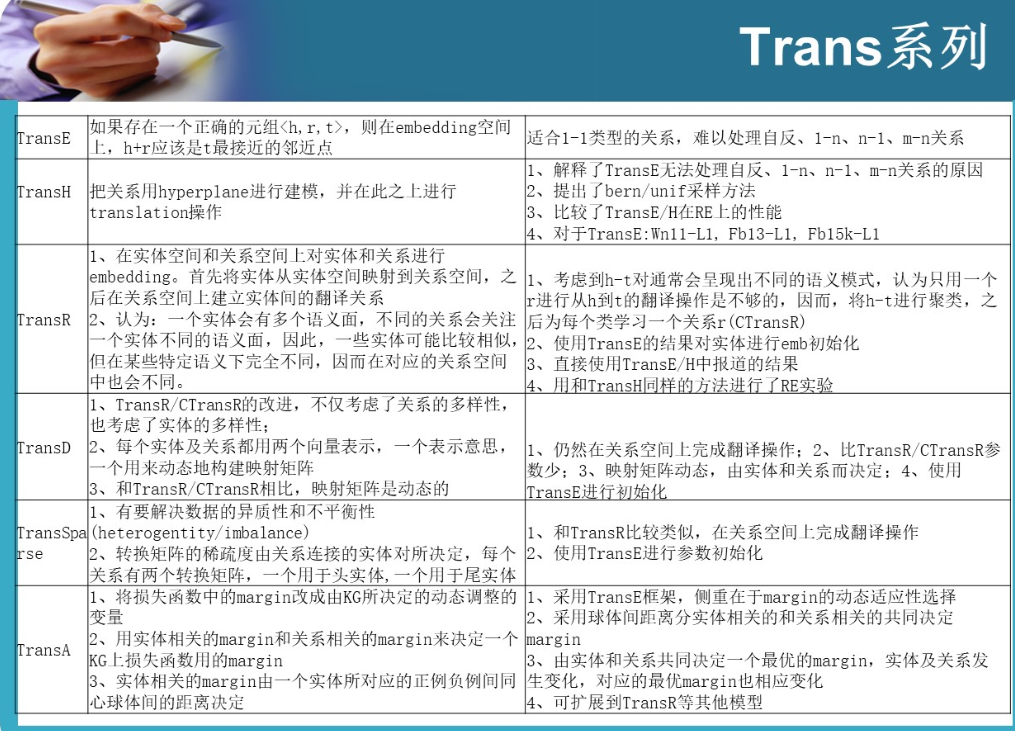 Trans系列
TransE
如果存在一个正确的元组<h,r,t>，则在embedding空间
上，h+r应该是t最接近的邻近点
适合1-1类型的关系，难以处理自反、1-n、n-1、m-n关系
TransH
把关系用hyperplane进行建模，并在此之上进行
translation操作
1、解释了TransE无法处理自反、1-n、n-1、m-n关系的原因
2、提出了bern/unif采样方法
3、比较了TransE/H在RE上的性能
4、对于TransE:Wn11-L1, Fb13-L1, Fb15k-L1
TransR
1、在实体空间和关系空间上对实体和关系进行
embedding。首先将实体从实体空间映射到关系空间，之
后在关系空间上建立实体间的翻译关系
2、认为：一个实体会有多个语义面，不同的关系会关注
一个实体不同的语义面，因此，一些实体可能比较相似，
但在某些特定语义下完全不同，因而在对应的关系空间
中也会不同。
1、考虑到h-t对通常会呈现出不同的语义模式，认为只用一个
r进行从h到t的翻译操作是不够的，因而，将h-t进行聚类，之
后为每个类学习一个关系r(CTransR)
2、使用TransE的结果对实体进行emb初始化
3、直接使用TransE/H中报道的结果
4、用和TransH同样的方法进行了RE实验
TransD
1、TransR/CTransR的改进，不仅考虑了关系的多样性，
也考虑了实体的多样性；
2、每个实体及关系都用两个向量表示，一个表示意思，
一个用来动态地构建映射矩阵
3、和TransR/CTransR相比，映射矩阵是动态的
1、仍然在关系空间上完成翻译操作；2、比TransR/CTransR参
数少；3、映射矩阵动态，由实体和关系而决定；4、使用
TransE进行初始化
TransSpa
rse
1、有要解决数据的异质性和不平衡性
(heterogentity/imbalance)
2、转换矩阵的稀疏度由关系连接的实体对所决定，每个
关系有两个转换矩阵，一个用于头实体,一个用于尾实体
1、和TransR比较类似，在关系空间上完成翻译操作
2、使用TransE进行参数初始化
TransA
1、将损失函数中的margin改成由KG所决定的动态调整的
变量
2、用实体相关的margin和关系相关的margin来决定一个
KG上损失函数用的margin
3、实体相关的margin由一个实体所对应的正例负例间同
心球体间的距离决定
1、采用TransE框架，侧重在于margin的动态适应性选择
2、采用球体间距离分实体相关的和关系相关的共同决定
margin
3、由实体和关系共同决定一个最优的margin，实体及关系发
生变化，对应的最优margin也相应变化
4、可扩展到TransR等其他模型